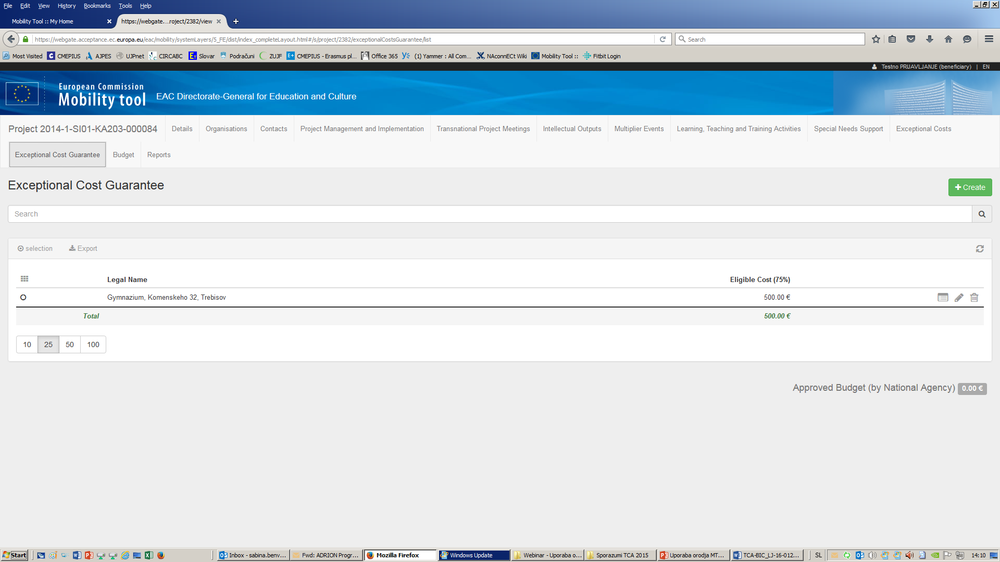 File Edit View History Bookmarks Tools Help
Mobility Tool :: My Home https://webgate....roject/2382/view
https://webgate.acceptance.ec.europa.eu/eac/mobility/systemLayers/5_FE/dist/index_completeLayout.html#/s/project/2382/exceptionalCostsGuarantee/list Search
Most Visited CMEPIUS AJPES UJPnet CIRCABC Slovar Podračuni ZUJF CMEPIUS - Erasmus pl... Office 365 (1) Yammer : All Com... NAconnECt Wiki Mobility Tool :: Fitbit Login
Testno PRIJAVLJANJE (beneficiary) | EN
European Commission
Mobility tool EAC Directorate-General for Education and Culture
Project 2014-1-SI01-KA203-000084 Details Organisations Contacts Project Management and Implementation Transnational Project Meetings Intellectual Outputs Multiplier Events Learning, Teaching and Training Activities Special Needs Support Exceptional Costs
Exceptional Cost Guarantee Budget Reports
Exceptional Cost Guarantee
Create
Search
selection Export
Legal Name Eligible Cost (75%)
Gymnazium, Komenskeho 32, Trebisov 500.00 €
Total 500.00 €
10 25 50 100
Approved Budget (by National Agency) 0.00 €
Start Inbox - sabina.benv... Fwd: ADRION Progr... Mozilla Firefox Windows Update Webinar - Uporaba o... Sporazumi TCA 2015 Uporaba orodja MT... TCA-BIC_LJ-16-012... SL 14:10